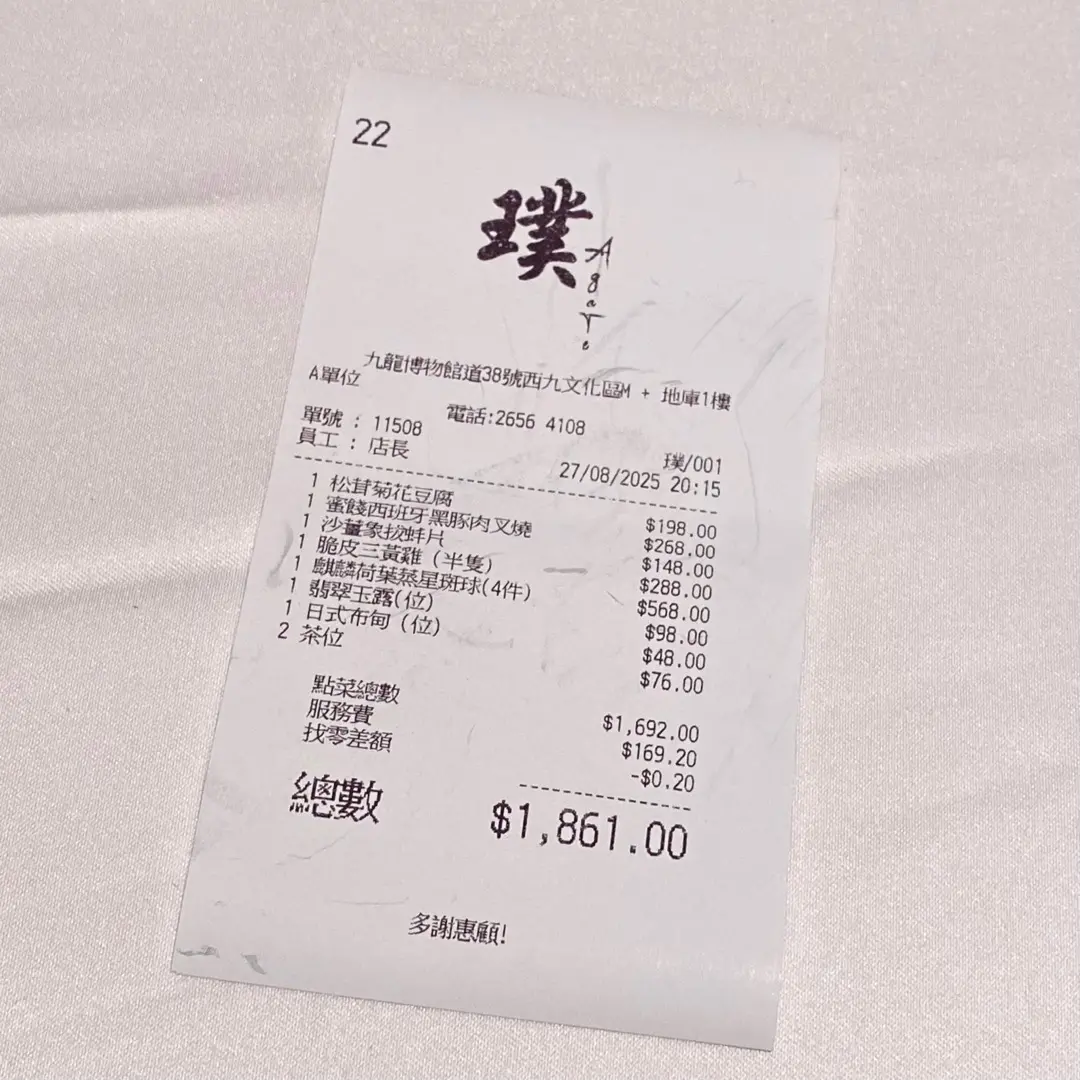 22
璞
Agate
九龍博物館道38號西九文化區M + 地庫1樓
A單位
電話:2656 4108
單號 : 11508
璞/001
員工 : 店長
27/08/2025 20:15
1 松茸菊花豆腐 $198.00
1 蜜餞西班牙黑豚肉叉燒 $268.00
1 沙薑象拔蚌片 $148.00
1 脆皮三黃雞 (半隻) $288.00
1 麒麟荷葉蒸星斑球(4件) $568.00
1 翡翠玉露(位) $98.00
1 日式布甸 (位) $48.00
2 茶位 $76.00
點菜總數 $1,692.00
服務費 $169.20
找零差額 -$0.20
總數 $1,861.00
多謝惠顧!